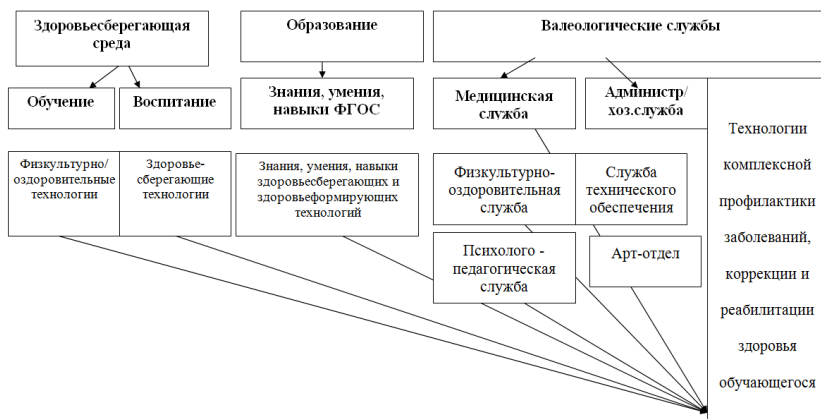 Здоровьесберегающая
среда
Образование
Валеологические службы
Обучение
Воспитание
Знания, умения,
навыки ФГОС
Медицинская
служба
Администр/
хоз.служба
Физкультурно/
оздоровительные
технологии
Здоровье-
сберегающие
технологии
Знания, умения, навыки
здоровьесберегающих и
здоровьеформирующих
технологий
Физкультурно-
оздоровительная
служба
Служба
технического
обеспечения
Психолого -
педагогическая
служба
Арт-отдел
Технологии
комплексной
профилактики
заболеваний,
коррекции и
реабилитации
здоровья
обучающегося